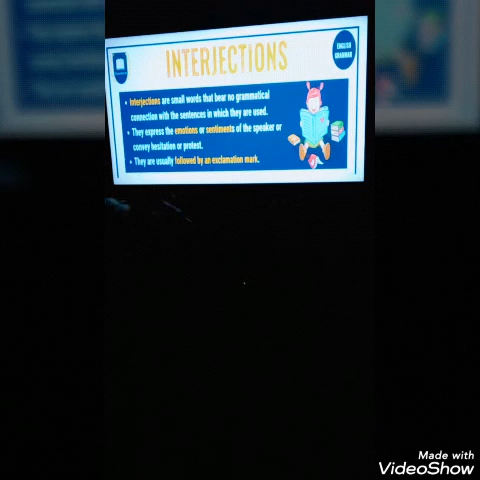 INTERJECTIONS
ENGLISH
GRAMMAR
• Interjections are small words that bear no grammatical
connection with the sentences in which they are used.
• They express the emotions or sentiments of the speaker or
convey hesitation or protest.
• They are usually followed by an exclamation mark.
Made with
VideoShow